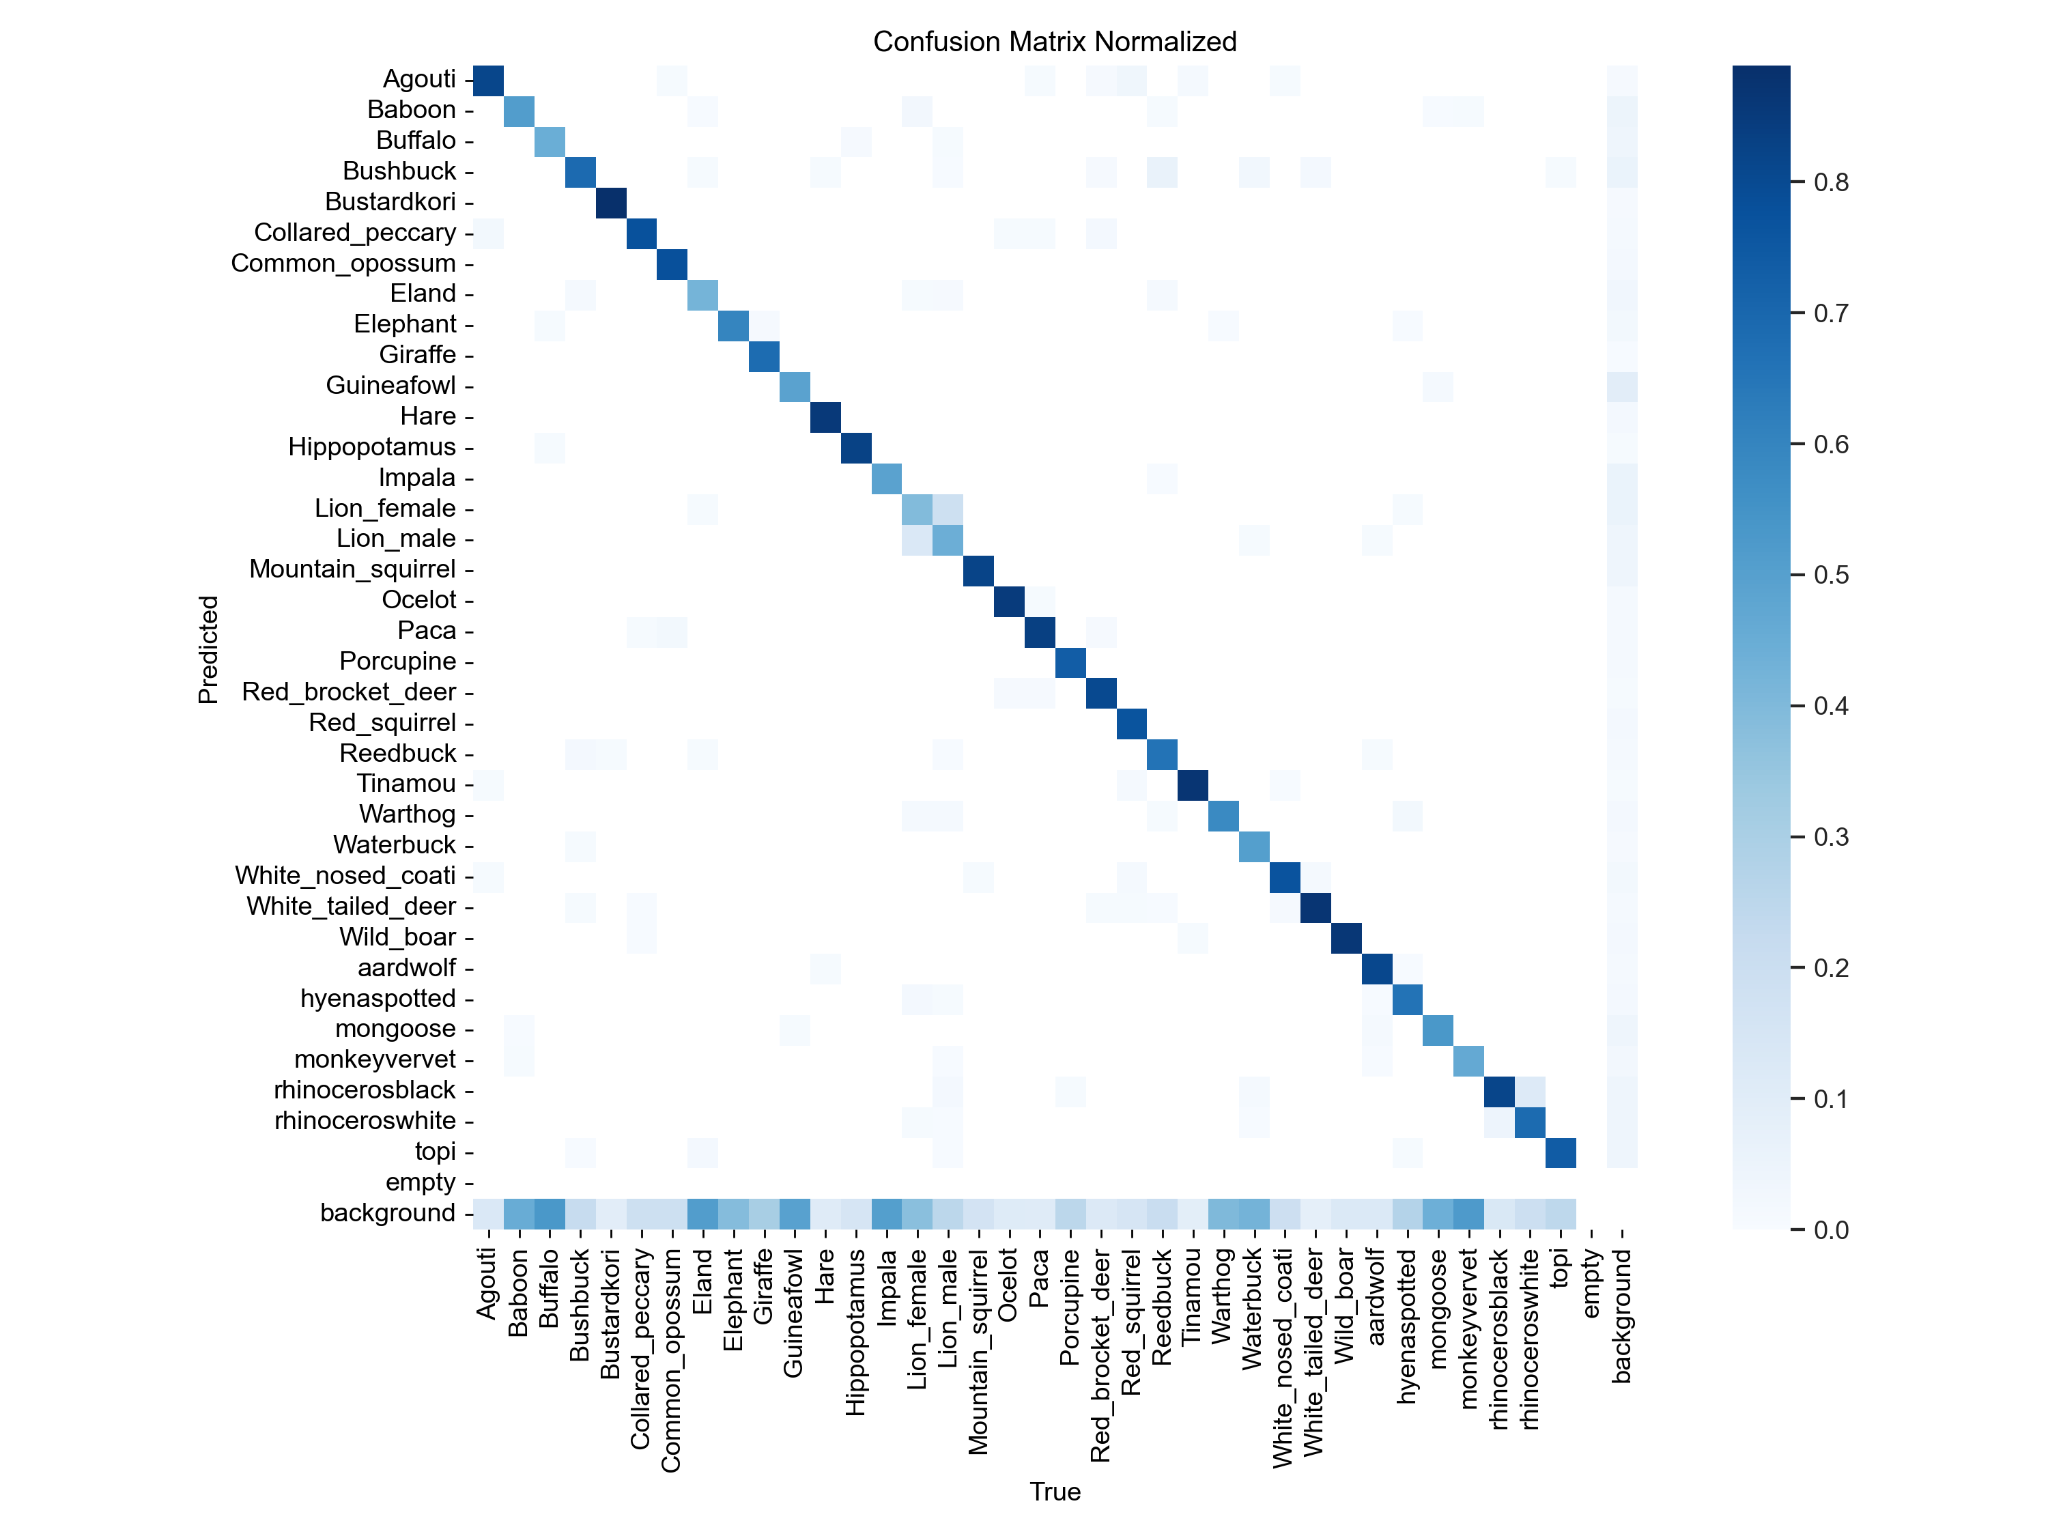 Confusion Matrix Normalized
Agouti
Baboon
Buffalo
Bushbuck
Bustardkori
Collared_peccary
Common_opossum
Eland
Elephant
Giraffe
Guineafowl
Hare
Hippopotamus
Impala
Lion_female
Lion_male
Mountain_squirrel
Ocelot
Paca
Porcupine
Red_brocket_deer
Red_squirrel
Reedbuck
Tinamou
Warthog
Waterbuck
White_nosed_coati
White_tailed_deer
Wild_boar
aardwolf
hyenaspotted
mongoose
monkeyvervet
rhinocerosblack
rhinoceroswhite
topi
empty
background
Predicted
Agouti
Baboon
Buffalo
Bushbuck
Bustardkori
Collared_peccary
Common_opossum
Eland
Elephant
Giraffe
Guineafowl
Hare
Hippopotamus
Impala
Lion_female
Lion_male
Mountain_squirrel
Ocelot
Paca
Porcupine
Red_brocket_deer
Red_squirrel
Reedbuck
Tinamou
Warthog
Waterbuck
White_nosed_coati
White_tailed_deer
Wild_boar
aardwolf
hyenaspotted
mongoose
monkeyvervet
rhinocerosblack
rhinoceroswhite
topi
empty
background
True
0.8
0.7
0.6
0.5
0.4
0.3
0.2
0.1
0.0